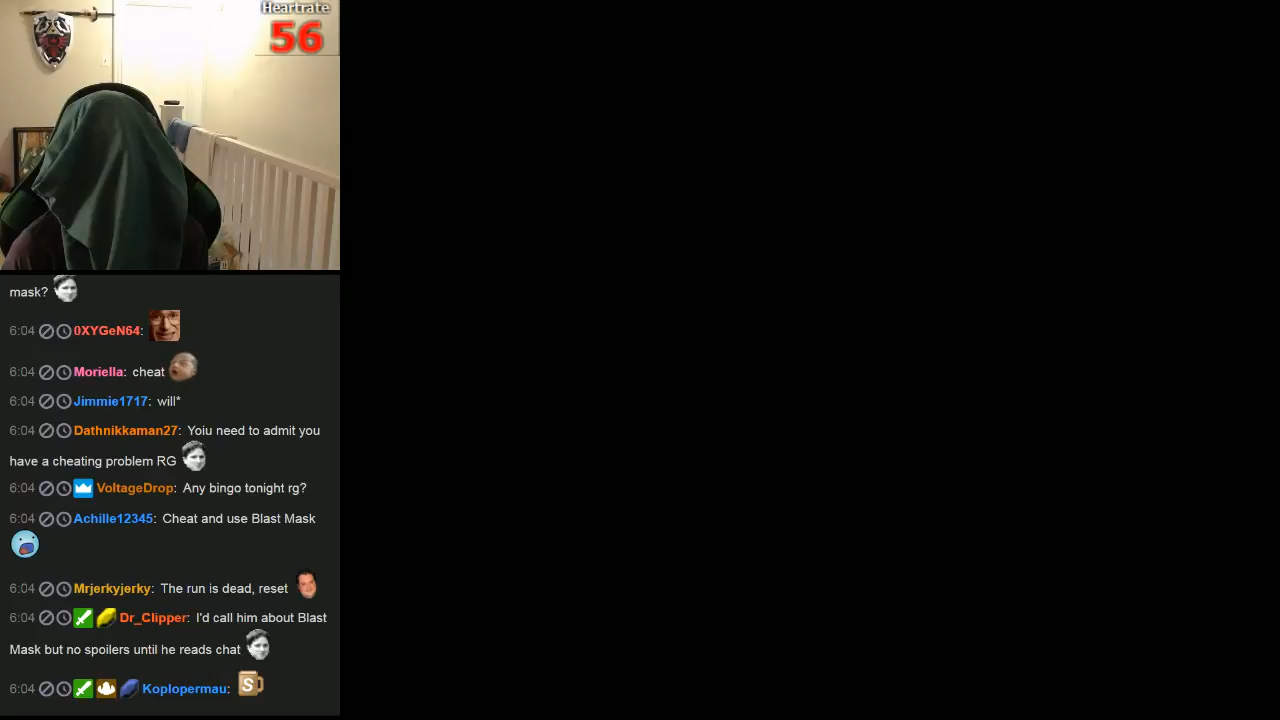 Heartrate
56
mask?
6:04 0XYGeN64:
6:04 Moriella: cheat
6:04 Jimmie1717: will*
6:04 Dathnikkaman27: Yoiu need to admit you
have a cheating problem RG
6:04 VoltageDrop: Any bingo tonight rg?
6:04 Achille12345: Cheat and use Blast Mask
6:04 Mrjerkyjerky: The run is dead, reset
6:04 Dr_Clipper: I'd call him about Blast
Mask but no spoilers until he reads chat
6:04 Koplopermau: S